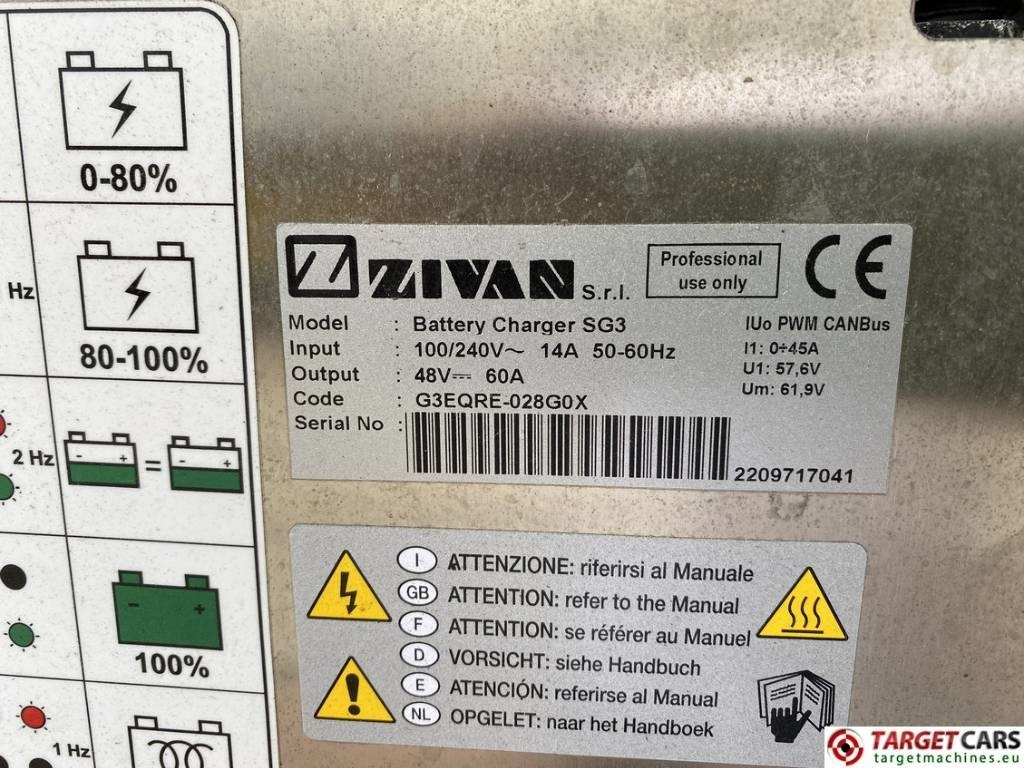 0-80%
Hz
80-100%
2 Hz
- + = - +
- +
100%
1 Hz
ZIVAN S.r.l.
Professional
use only
CE
Model : Battery Charger SG3
Input : 100/240V~ 14A 50-60Hz
Output : 48V⎓ 60A
Code : G3EQRE-028G0X
Serial No :
2209717041
IUo PWM CANBus
I1: 0÷45A
U1: 57,6V
Um: 61,9V
I ATTENZIONE: riferirsi al Manuale
GB ATTENTION: refer to the Manual
F ATTENTION: se référer au Manuel
D VORSICHT: siehe Handbuch
E ATENCIÓN: referirse al Manual
NL OPGELET: naar het Handboek
TARGETCARS
targetmachines.eu